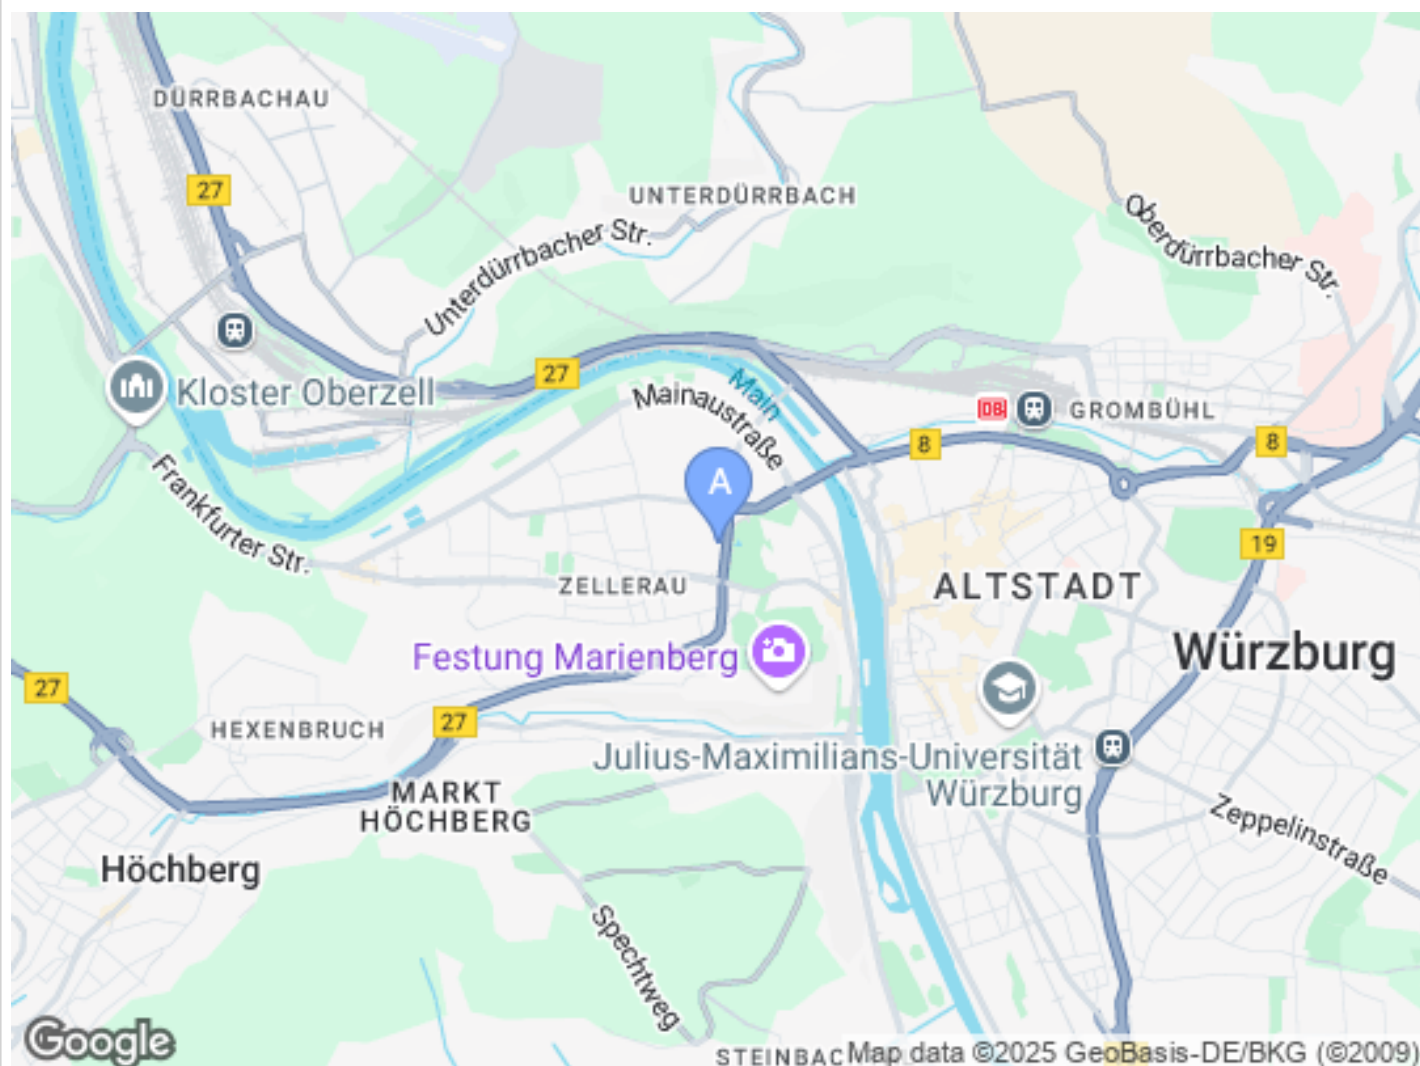 DÜRRBACHAU
27
UNTERDÜRRBACH
Unterdürrbacher Str.
Oberdürrbacher Str.
27
Kloster Oberzell
Mainaustraße
Main
DB
GROMBÜHL
8
8
A
Frankfurter Str.
19
ZELLERAU
ALTSTADT
Festung Marienberg
Würzburg
27
HEXENBRUCH
27
Julius-Maximilians-Universität
Würzburg
MARKT
HÖCHBERG
Zeppelinstraße
Höchberg
Spechtweg
Google
STEINBAC
Map data ©2025 GeoBasis-DE/BKG (©2009)